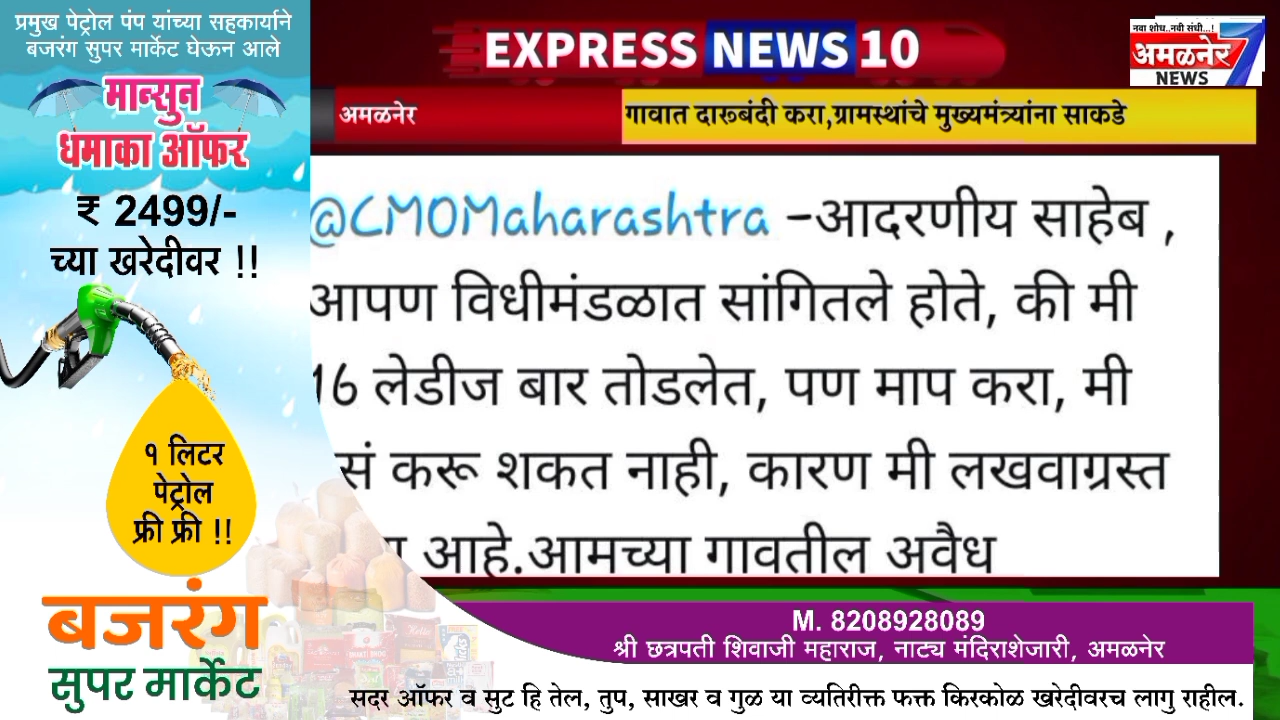 प्रमुख पेट्रोल पंप यांच्या सहकार्याने
बजरंग सुपर मार्केट घेऊन आले
मान्सुन
धमाका ऑफर
₹ 2499/-
च्या खरेदीवर !!
१ लिटर
पेट्रोल
फ्री फ्री !!
बजरंग
सुपर मार्केट
EXPRESS NEWS 10
नवा शोध..नवी संधी...!
अमळनेर 7
NEWS
अमळनेर
गावात दारूबंदी करा,ग्रामस्थांचे मुख्यमंत्र्यांना साकडे
@CMOMaharashtra –आदरणीय साहेब ,
आपण विधीमंडळात सांगितले होते, की मी
16 लेडीज बार तोडलेत, पण माप करा, मी
सं करू शकत नाही, कारण मी लखवाग्रस्त
आहे.आमच्या गावतील अवैध
M. 8208928089
श्री छत्रपती शिवाजी महाराज, नाट्य मंदिराशेजारी, अमळनेर
सदर ऑफर व सुट हि तेल, तुप, साखर व गुळ या व्यतिरीक्त फक्त किरकोळ खरेदीवरच लागु राहील.